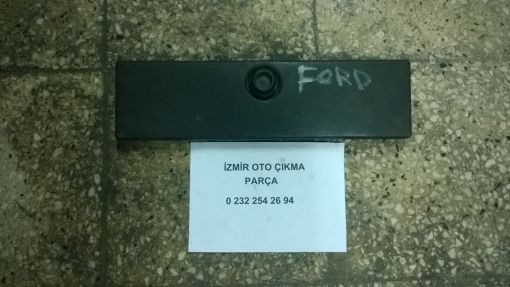 FORD
İZMİR OTO ÇIKMA
PARÇA
0 232 254 26 94